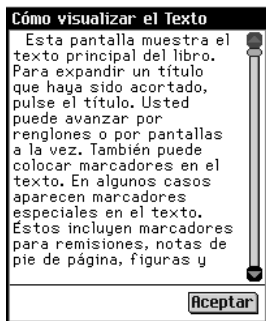 Cómo visualizar el Texto
Esta pantalla muestra el
texto principal del libro.
Para expandir un título
que haya sido acortado,
pulse el título. Usted
puede avanzar por
renglones o por pantallas
a la vez. También puede
colocar marcadores en el
texto. En algunos casos
aparecen marcadores
especiales en el texto.
Éstos incluyen marcadores
para remisiones, notas de
pie de página, figuras y
Aceptar